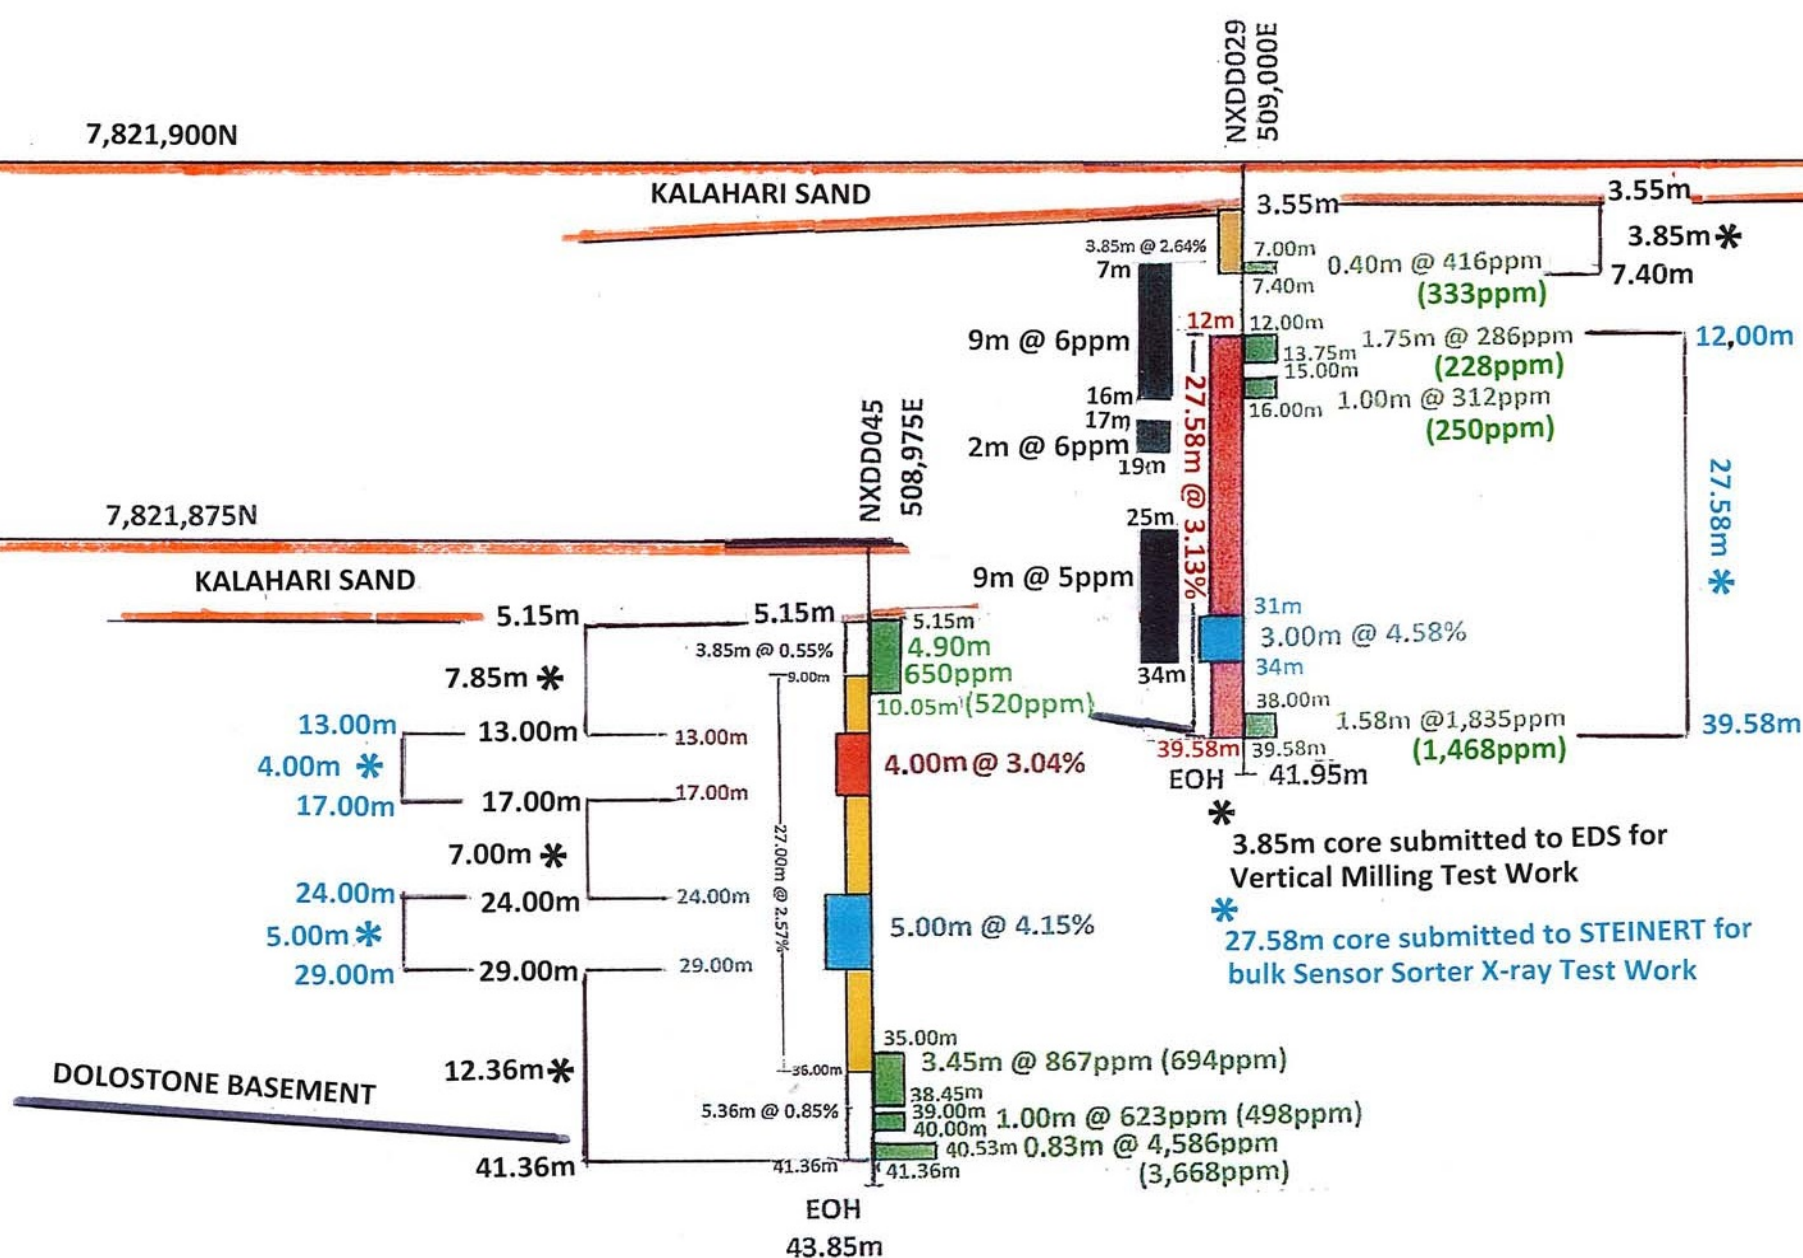 NXDD029
509,000E
7,821,900N
KALAHARI SAND
3.55m
3.55m
3.85m*
3.85m @ 2.64%
7.00m
0.40m @ 416ppm
7m
7.40m
7.40m
(333ppm)
12m
12.00m
1.75m @ 286ppm
12,00m
9m @ 6ppm
13.75m
(228ppm)
15.00m
16m
16.00m
1.00m @ 312ppm
(250ppm)
17m
2m @ 6ppm
19m
27.58m @ 3.13%
27.58m *
25m
9m @ 5ppm
34m
31m
3.00m @ 4.58%
34m
38.00m
1.58m @1,835ppm
(1,468ppm)
39.58m
39.58m
39.58m
EOH
41.95m
*
3.85m core submitted to EDS for
Vertical Milling Test Work
*
27.58m core submitted to STEINERT for
bulk Sensor Sorter X-ray Test Work
NXDD045
508,975E
7,821,875N
KALAHARI SAND
5.15m
5.15m
5.15m
3.85m @ 0.55%
4.90m
650ppm
7.85m *
9.00m
10.05m (520ppm)
13.00m
13.00m
13.00m
4.00m *
4.00m @ 3.04%
17.00m
17.00m
17.00m
7.00m *
27.00m @ 2.57%
24.00m
24.00m
24.00m
5.00m *
5.00m @ 4.15%
29.00m
29.00m
29.00m
35.00m
3.45m @ 867ppm (694ppm)
12.36m*
36.00m
38.45m
DOLOSTONE BASEMENT
5.36m @ 0.85%
39.00m
1.00m @ 623ppm (498ppm)
40.00m
40.53m
0.83m @ 4,586ppm
(3,668ppm)
41.36m
41.36m
41.36m
EOH
43.85m